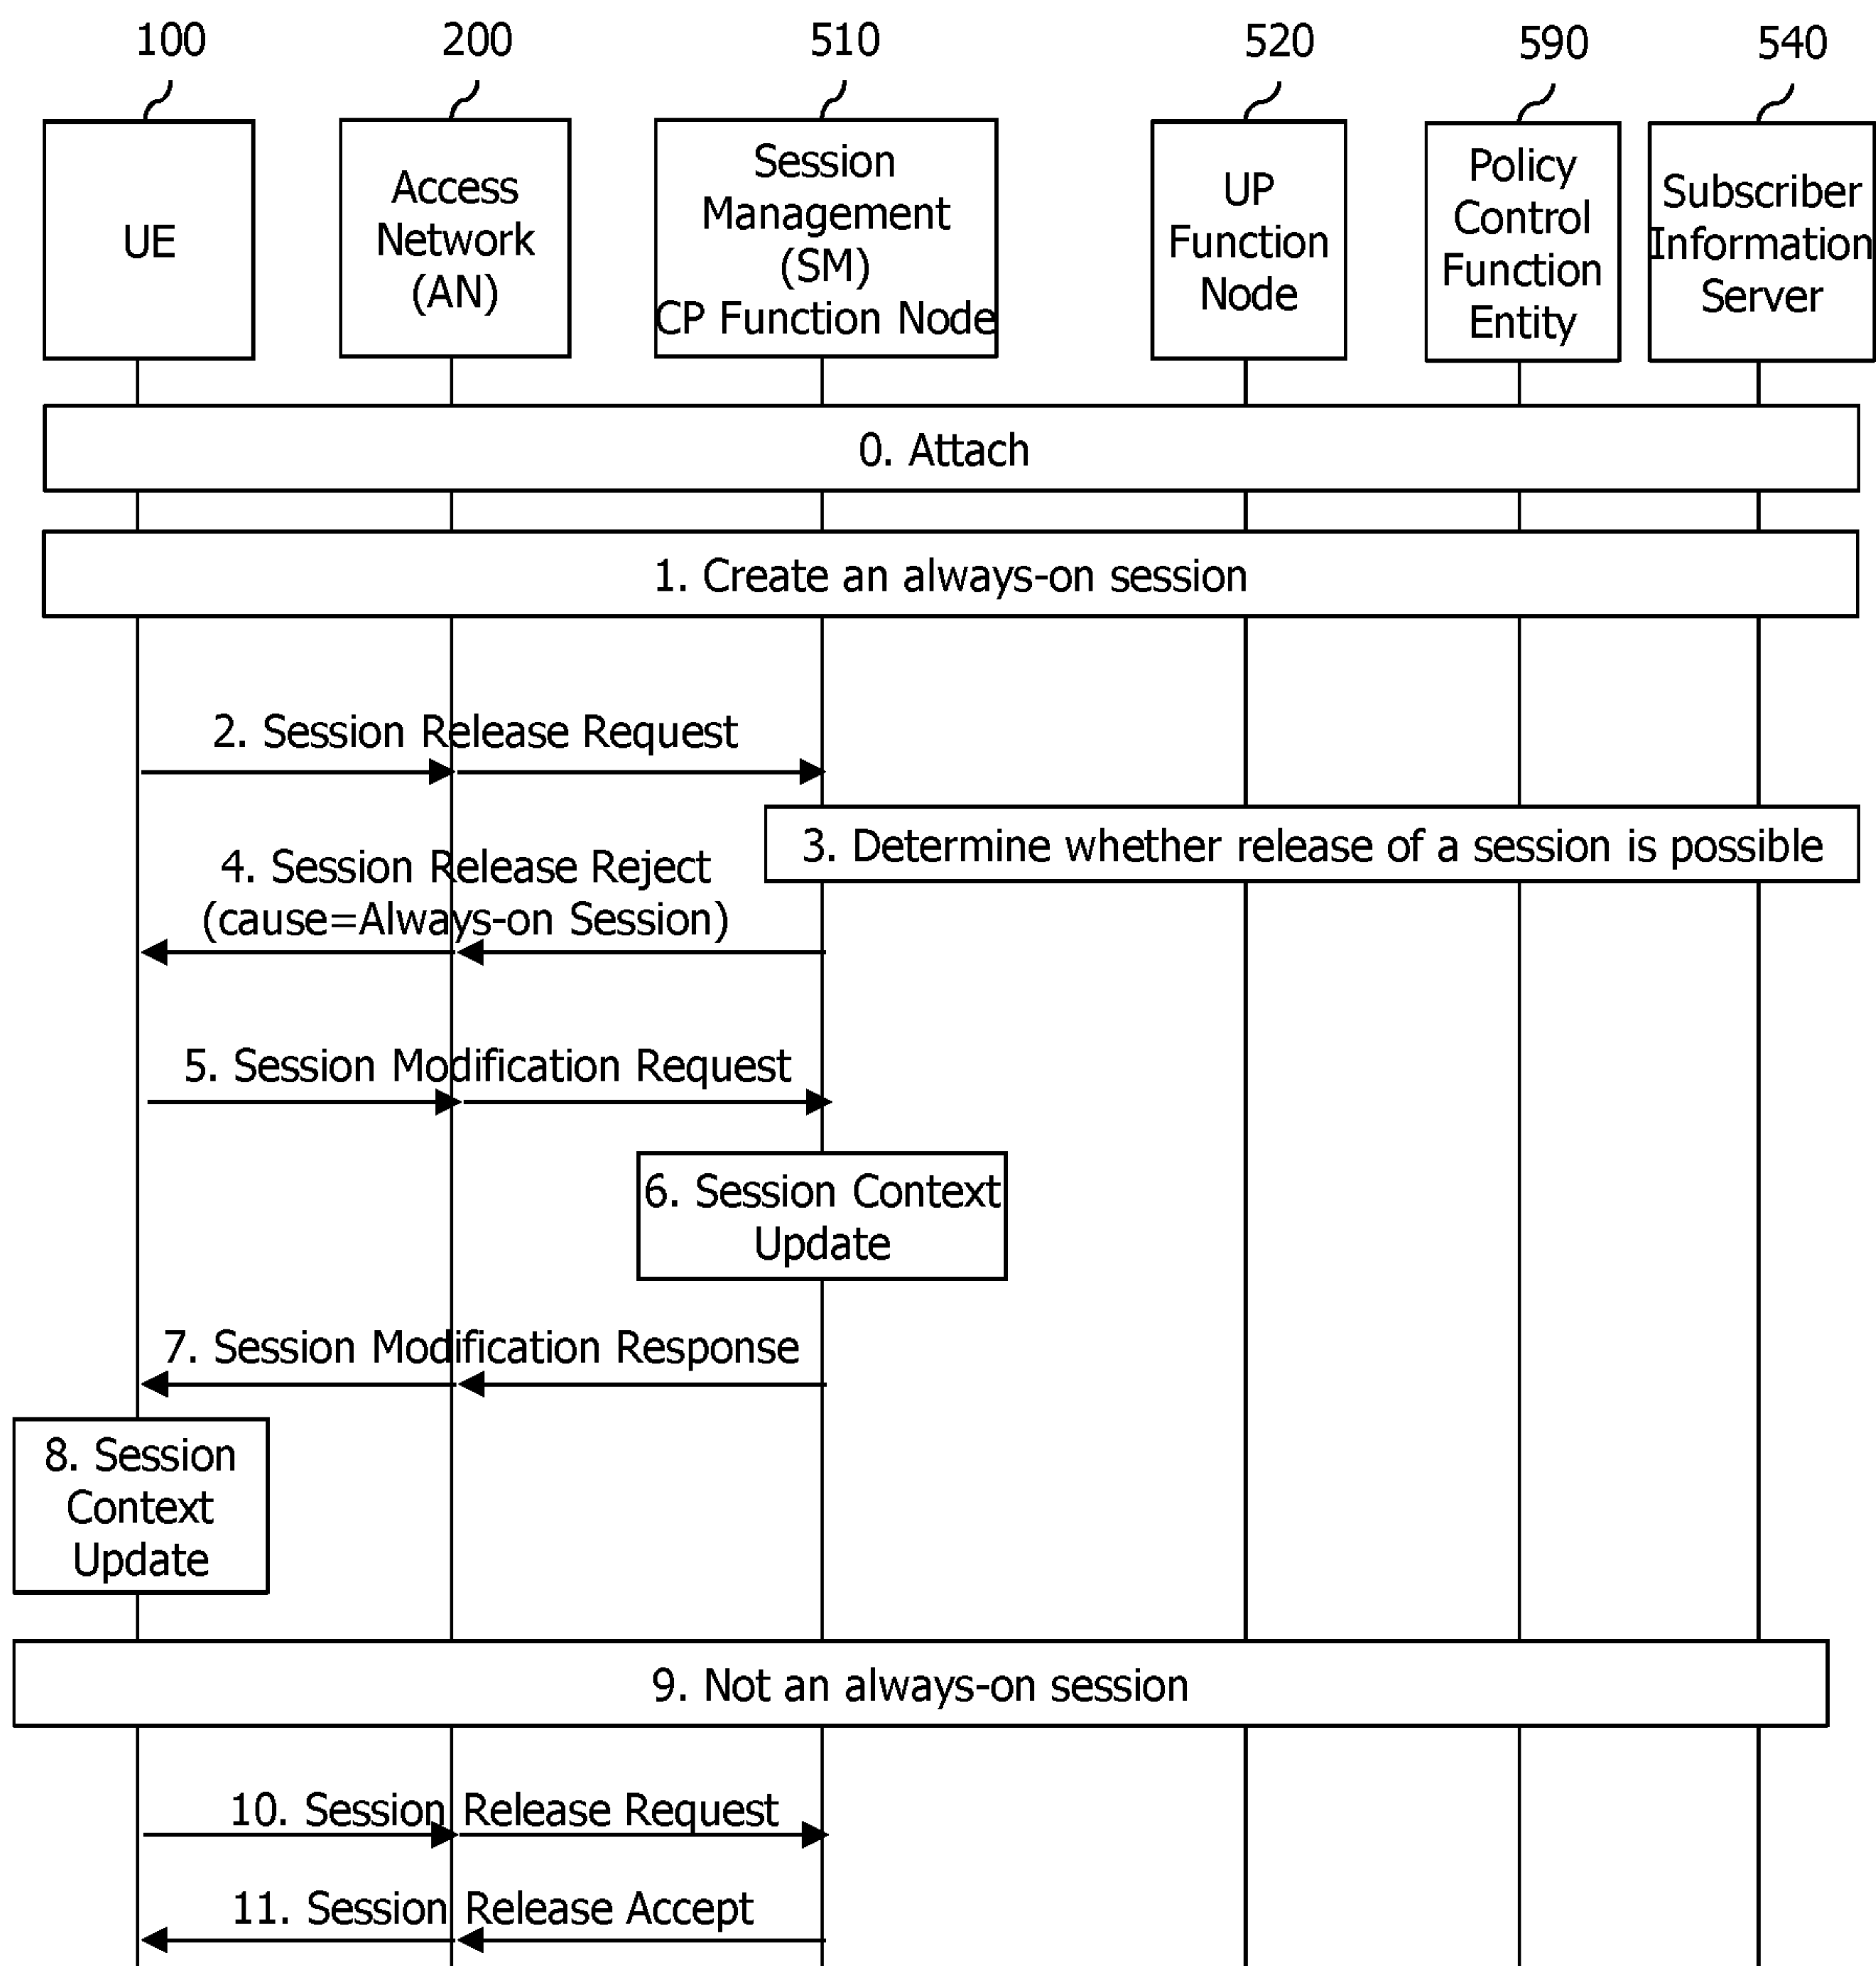 100
200
510
520
590
540
UE
Access
Network
(AN)
Session
Management
(SM)
CP Function Node
UP
Function
Node
Policy
Control
Function
Entity
Subscriber
Information
Server
0. Attach
1. Create an always-on session
2. Session Release Request
3. Determine whether release of a session is possible
4. Session Release Reject
(cause=Always-on Session)
5. Session Modification Request
6. Session Context
Update
7. Session Modification Response
8. Session
Context
Update
9. Not an always-on session
10. Session Release Request
11. Session Release Accept